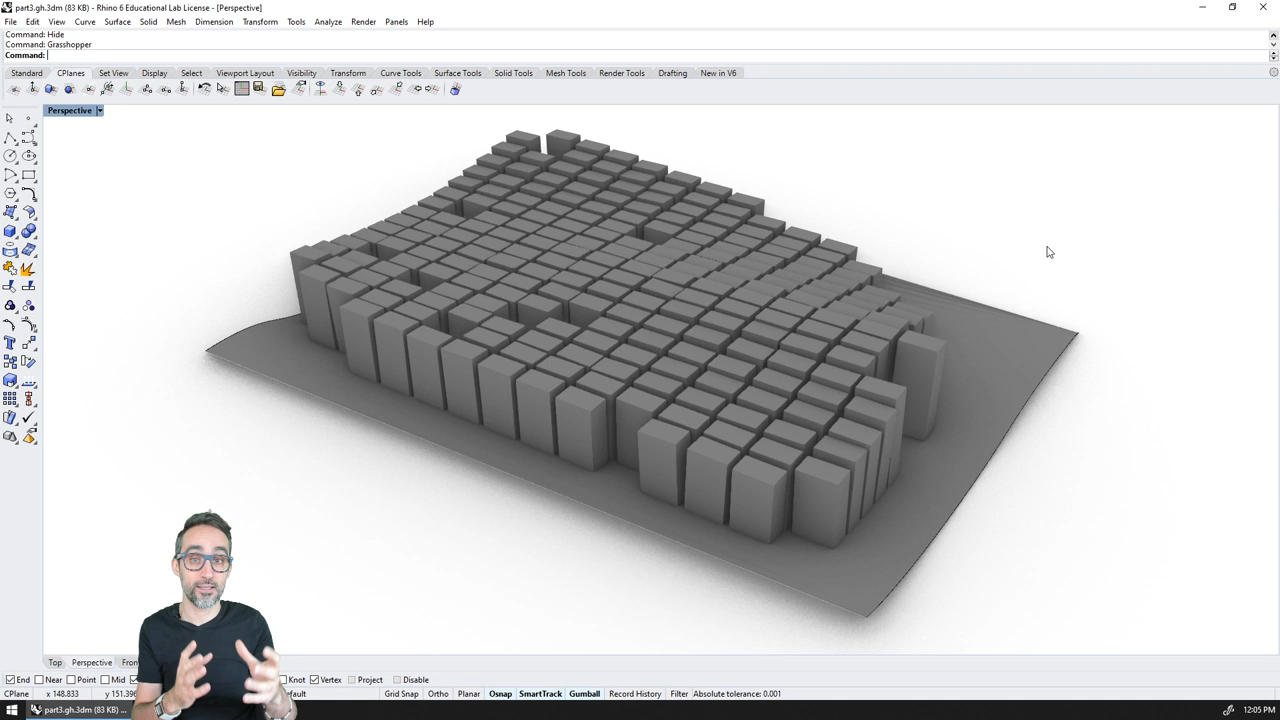 part3.gh.3dm (83 KB) - Rhino 6 Educational Lab License - [Perspective]
File Edit View Curve Surface Solid Mesh Dimension Transform Tools Analyze Render Panels Help
Command: Hide
Command: Grasshopper
Command:
Standard CPlanes Set View Display Select Viewport Layout Visibility Transform Curve Tools Surface Tools Solid Tools Mesh Tools Render Tools Drafting New in V6
Perspective
Top Perspective
End Near Point Mid Knot Vertex Project Disable
CPlane x 148.833 y 151.396 Grid Snap Ortho Planar Osnap SmartTrack Gumball Record History Filter Absolute tolerance: 0.001
part3.gh.3dm (83 KB) ... 12:05 PM